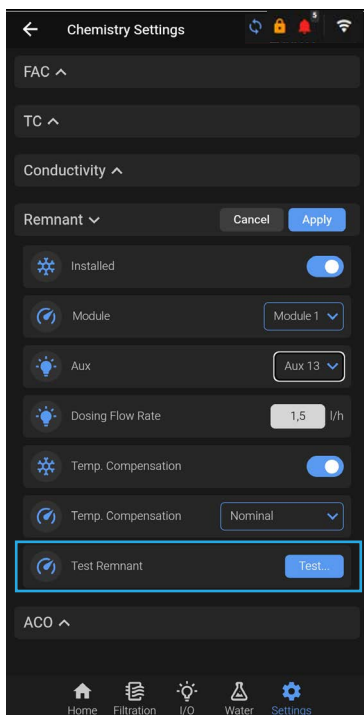 5
Chemistry Settings
FAC
TC
Conductivity
Remnant Cancel Apply
Installed
Module Module 1
Aux Aux 13
Dosing Flow Rate 1,5 l/h
Temp. Compensation
Temp. Compensation Nominal
Test Remnant Test...
ACO
Home Filtration I/O Water Settings